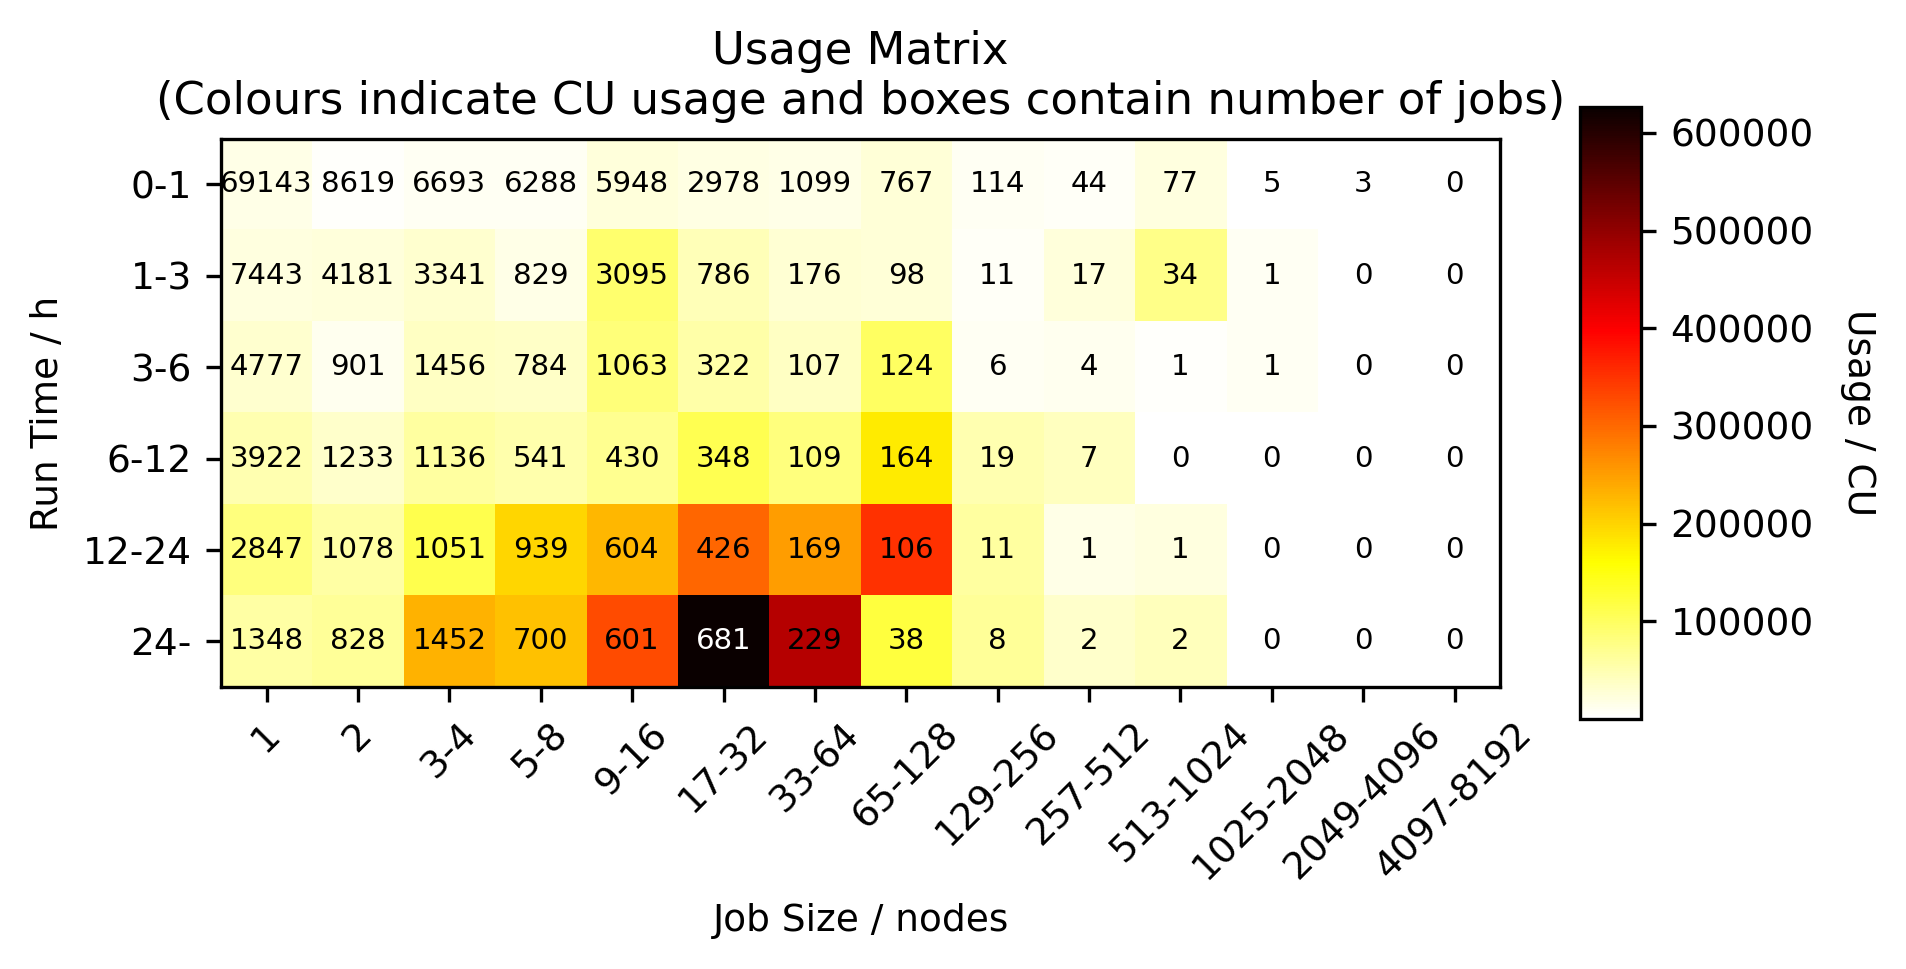 Usage Matrix
(Colours indicate CU usage and boxes contain number of jobs)
0-1 69143 8619 6693 6288 5948 2978 1099 767 114 44 77 5 3 0
1-3 7443 4181 3341 829 3095 786 176 98 11 17 34 1 0 0
3-6 4777 901 1456 784 1063 322 107 124 6 4 1 1 0 0
6-12 3922 1233 1136 541 430 348 109 164 19 7 0 0 0 0
12-24 2847 1078 1051 939 604 426 169 106 11 1 1 0 0 0
24- 1348 828 1452 700 601 681 229 38 8 2 2 0 0 0
Run Time / h
1 2 3-4 5-8 9-16 17-32 33-64 65-128 129-256 257-512 513-1024 1025-2048 2049-4096 4097-8192
Job Size / nodes
600000
500000
400000
300000
200000
100000
Usage / CU